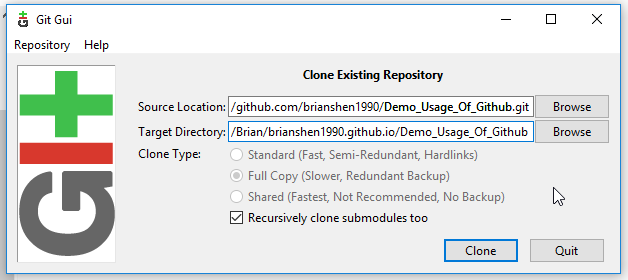 Git Gui
Repository Help
Clone Existing Repository
Source Location: /github.com/brianshen1990/Demo_Usage_Of_Github.git Browse
Target Directory: /Brian/brianshen1990.github.io/Demo_Usage_Of_Github Browse
Clone Type: Standard (Fast, Semi-Redundant, Hardlinks)
Full Copy (Slower, Redundant Backup)
Shared (Fastest, Not Recommended, No Backup)
Recursively clone submodules too
Clone Quit
GIt